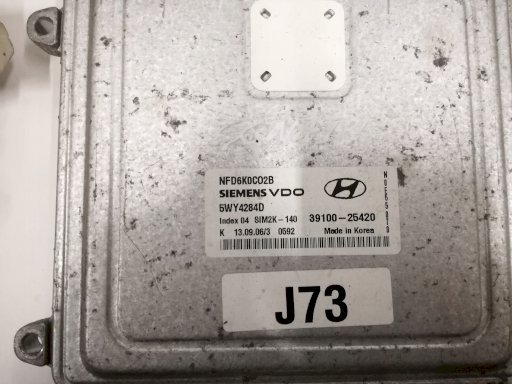 NFD6K0C02B
SIEMENS VDO
5WY4284D
Index 04 SIM2K-140 39100-25420
K 13.09.06/3 0592 Made in Korea
J73